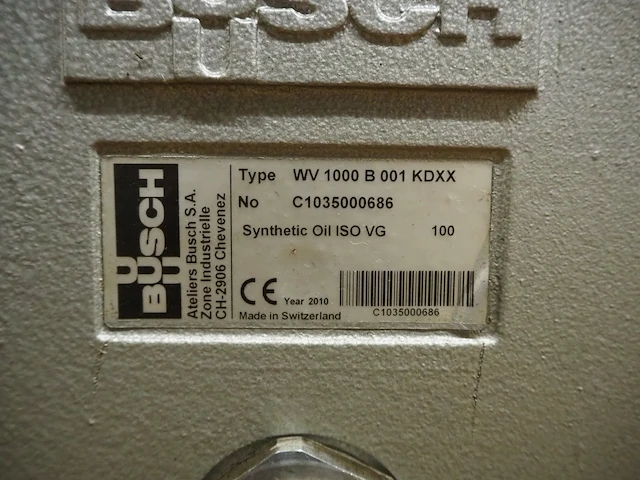 BUSCH
Type WV 1000 B 001 KDXX
No C1035000686
Synthetic Oil ISO VG 100
CE Year 2010
Made in Switzerland
C1035000686
BUSCH
Ateliers Busch S.A.
Zone Industrielle
CH-2906 Chevenez